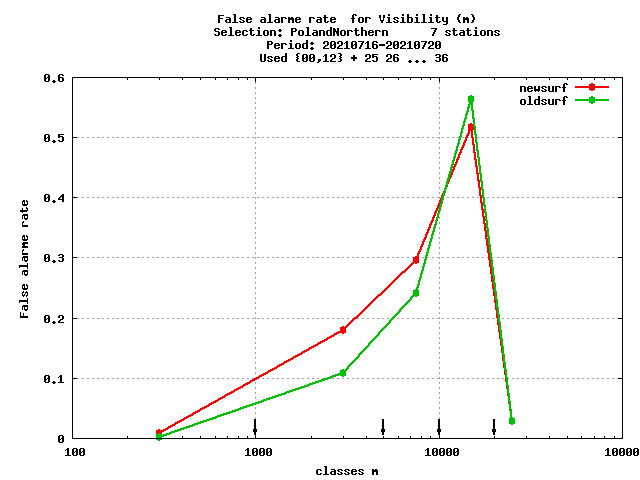 False alarme rate  for Visibility (m)
Selection: PolandNorthern      7 stations
Period: 20210716-20210720
Used {00,12} + 25 26 ... 36
newsurf
oldsurf
0.6
0.5
0.4
0.3
0.2
0.1
0
False alarme rate
100 1000 10000 10000
classes m